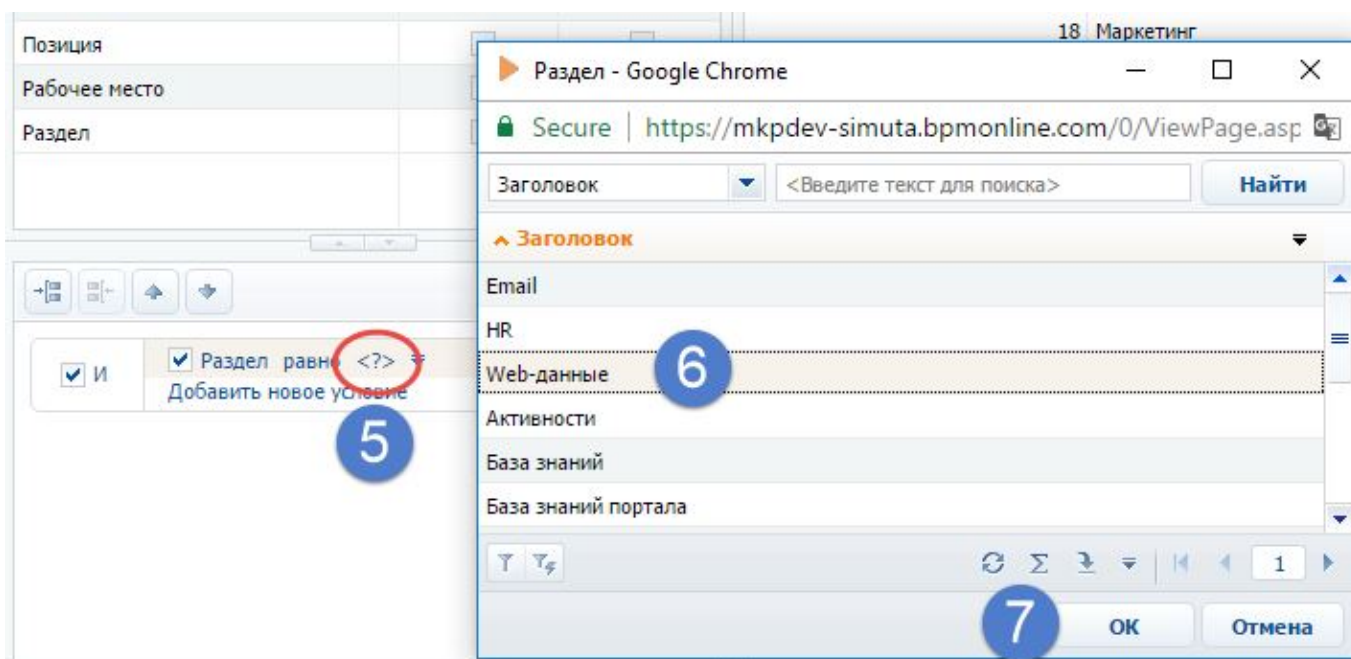 Позиция
Рабочее место
Раздел
18 Маркетинг
Раздел - Google Chrome
Secure | https://mkpdev-simuta.bpmonline.com/0/ViewPage.asp
Заголовок
<Введите текст для поиска>
Найти
Заголовок
Email
HR
Web-данные
6
Активности
База знаний
База знаний портала
1
7
ОК
Отмена
И
Раздел равно <?>
Добавить новое условие
5